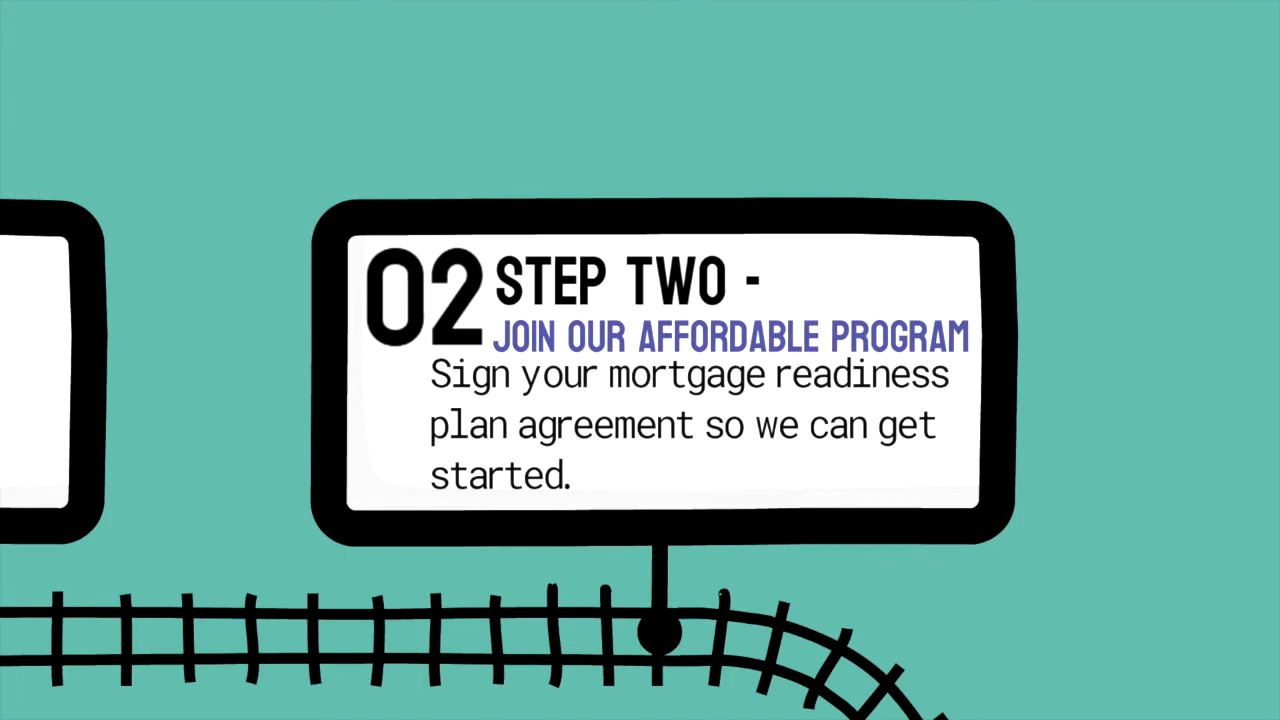 02
STEP TWO -
JOIN OUR AFFORDABLE PROGRAM
Sign your mortgage readiness
plan agreement so we can get
started.